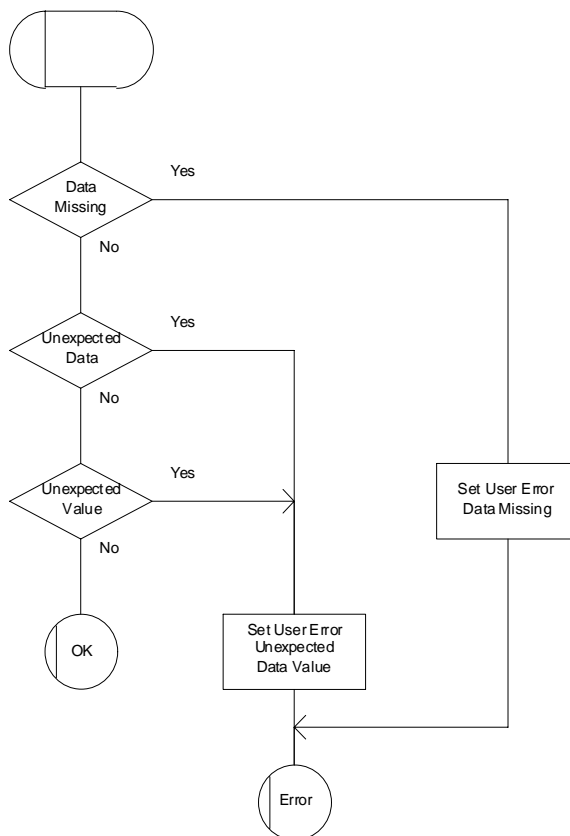 Data
Missing
Yes
No
Unexpected
Data
Yes
No
Unexpected
Value
Yes
No
OK
Set User Error
Data Missing
Set User Error
Unexpected
Data Value
Error